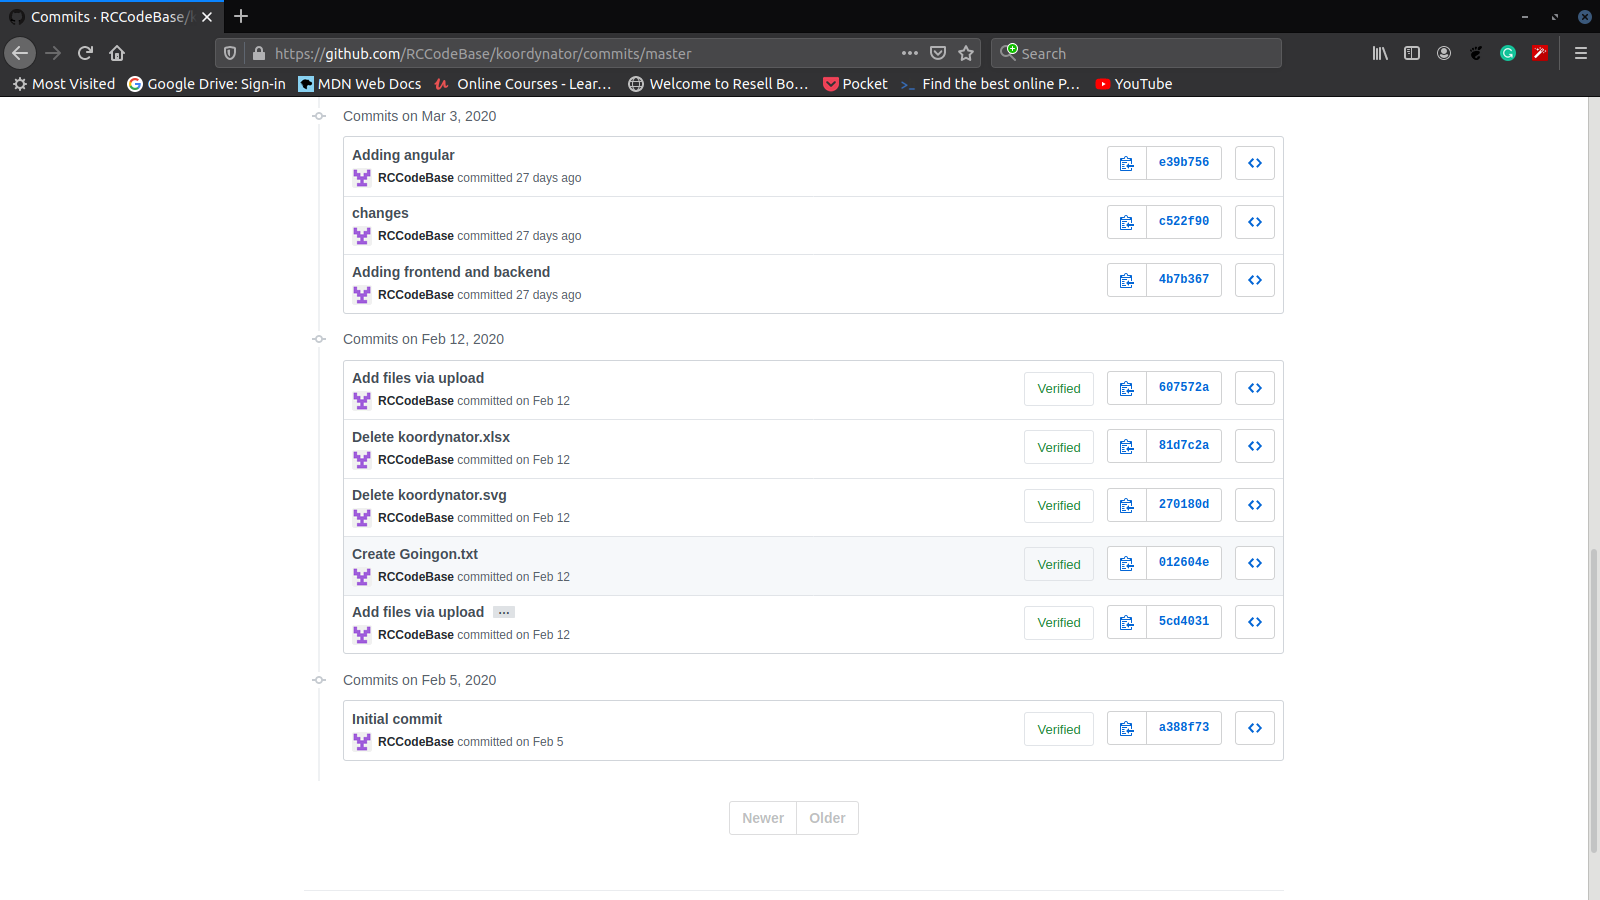 Commits · RCCodeBase/k
https://github.com/RCCodeBase/koordynator/commits/master
Search
Most Visited
Google Drive: Sign-in
MDN Web Docs
Online Courses - Lear…
Welcome to Resell Bo…
Pocket
Find the best online P…
YouTube
Commits on Mar 3, 2020
Adding angular
RCCodeBase committed 27 days ago
e39b756
changes
RCCodeBase committed 27 days ago
c522f90
Adding frontend and backend
RCCodeBase committed 27 days ago
4b7b367
Commits on Feb 12, 2020
Add files via upload
RCCodeBase committed on Feb 12
Verified
607572a
Delete koordynator.xlsx
RCCodeBase committed on Feb 12
Verified
81d7c2a
Delete koordynator.svg
RCCodeBase committed on Feb 12
Verified
270180d
Create Goingon.txt
RCCodeBase committed on Feb 12
Verified
012604e
Add files via upload …
RCCodeBase committed on Feb 12
Verified
5cd4031
Commits on Feb 5, 2020
Initial commit
RCCodeBase committed on Feb 5
Verified
a388f73
Newer
Older